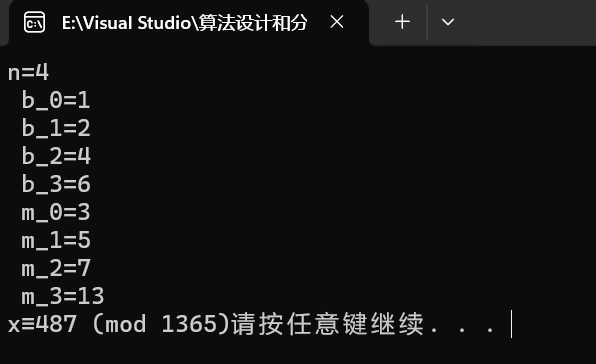 E:\Visual Studio\算法设计和分
n=4
b_0=1
b_1=2
b_2=4
b_3=6
m_0=3
m_1=5
m_2=7
m_3=13
x≡487 (mod 1365)请按任意键继续. . .